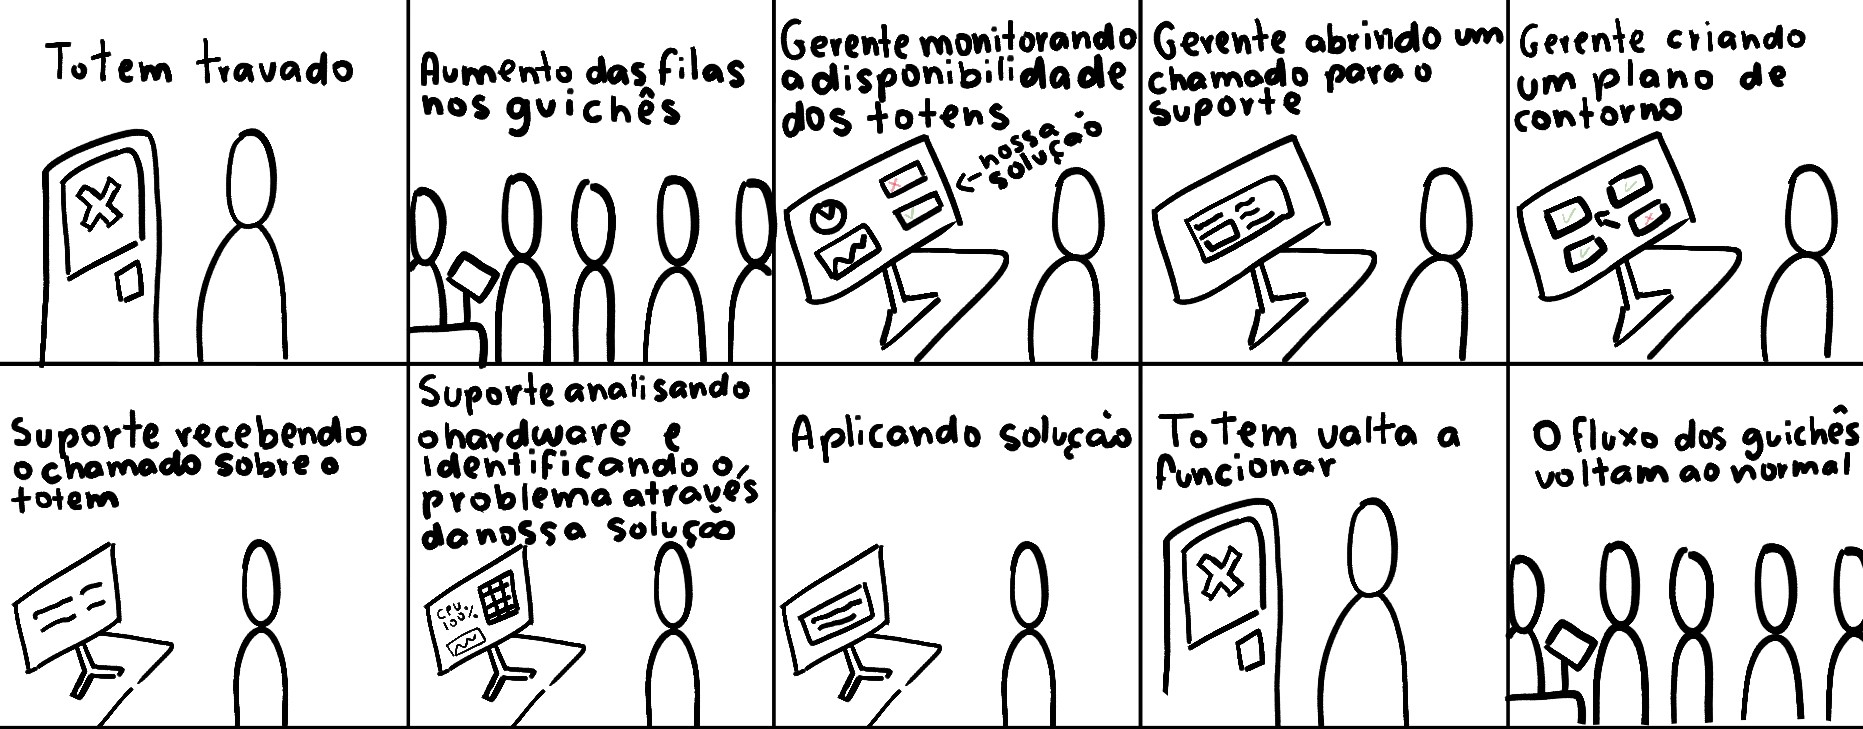 Totem travado
Aumento das filas
nos guichês
Gerente monitorando
a disponibilidade
dos totens
←nossa
solução
Gerente abrindo um
chamado para o
suporte
Gerente criando
um plano de
contorno
Suporte recebendo
o chamado sobre o
totem
Suporte analisando
o hardware e
identificando o
problema através
da nossa solução
CPU
100%
Aplicando solução
Totem valta a
funcionar
O fluxo dos guichês
voltam ao normal